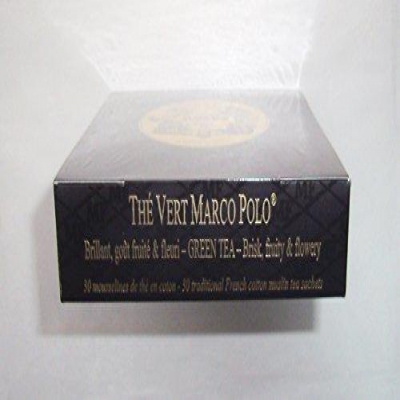 THÉ VERT MARCO POLO®
Brillant, goût fruité & fleuri – GREEN TEA – Brisk, fruity & flowery
30 mousselines de thé en coton - 30 traditional French cotton muslin tea sachets